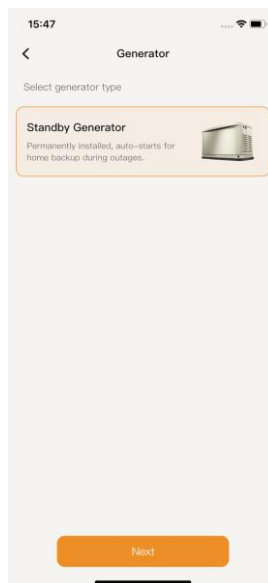 15:47
Generator
Select generator type
Standby Generator
Permanently installed, auto-starts for
home backup during outages.
Next